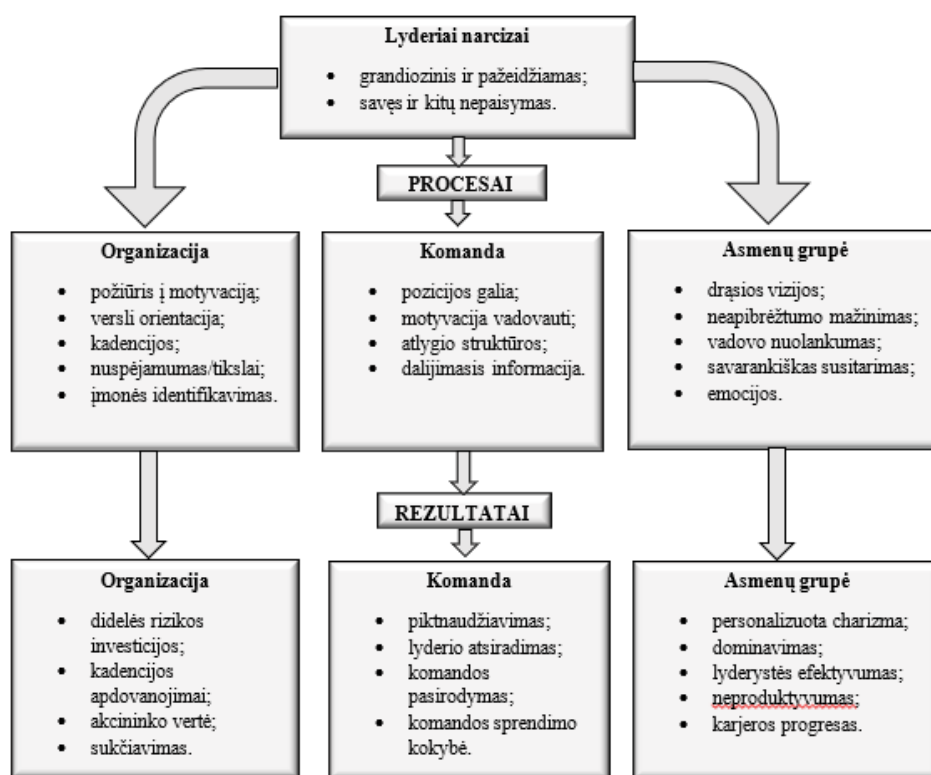 Lyderiai narcizai
• grandiozinis ir pažeidžiamas;
• savęs ir kitų nepaisymas.
PROCESAI
Organizacija
• požiūris į motyvaciją;
• versli orientacija;
• kadencijos;
• nuspėjamumas/tikslai;
• įmonės identifikavimas.
Komanda
• pozicijos galia;
• motyvacija vadovauti;
• atlygio struktūros;
• dalijimasis informacija.
Asmenų grupė
• drąsios vizijos;
• neapibrėžtumo mažinimas;
• vadovo nuolankumas;
• savarankiškas susitarimas;
• emocijos.
REZULTATAI
Organizacija
• didelės rizikos
investicijos;
• kadencijos
apdovanojimai;
• akcininko vertė;
• sukčiavimas.
Komanda
• piktnaudžiavimas;
• lyderio atsiradimas;
• komandos
pasirodymas;
• komandos sprendimo
kokybė.
Asmenų grupė
• personalizuota charizma;
• dominavimas;
• lyderystės efektyvumas;
• neproduktyvumas;
• karjeros progresas.